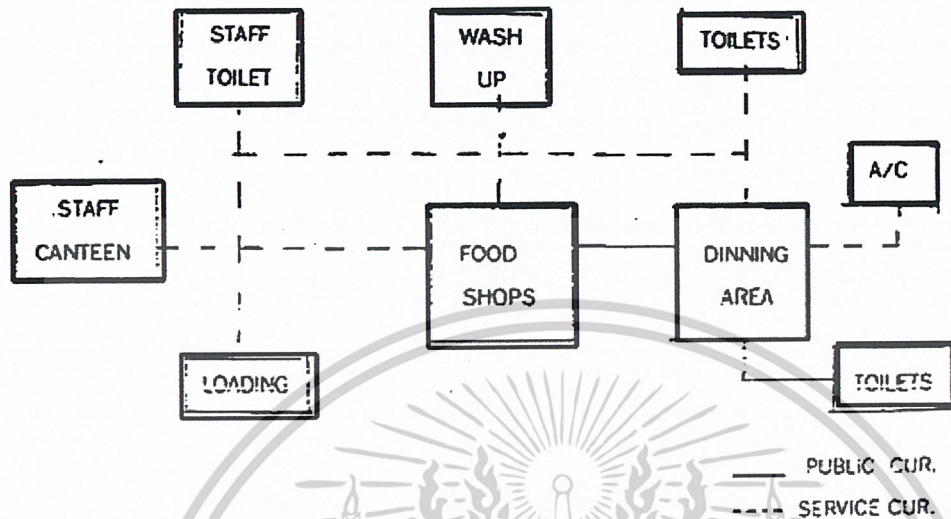 STAFF
TOILET
WASH
UP
TOILETS
A/C
STAFF
CANTEEN
FOOD
SHOPS
DINNING
AREA
LOADING
TOILETS
PUBLIC CUR.
SERVICE CUR.